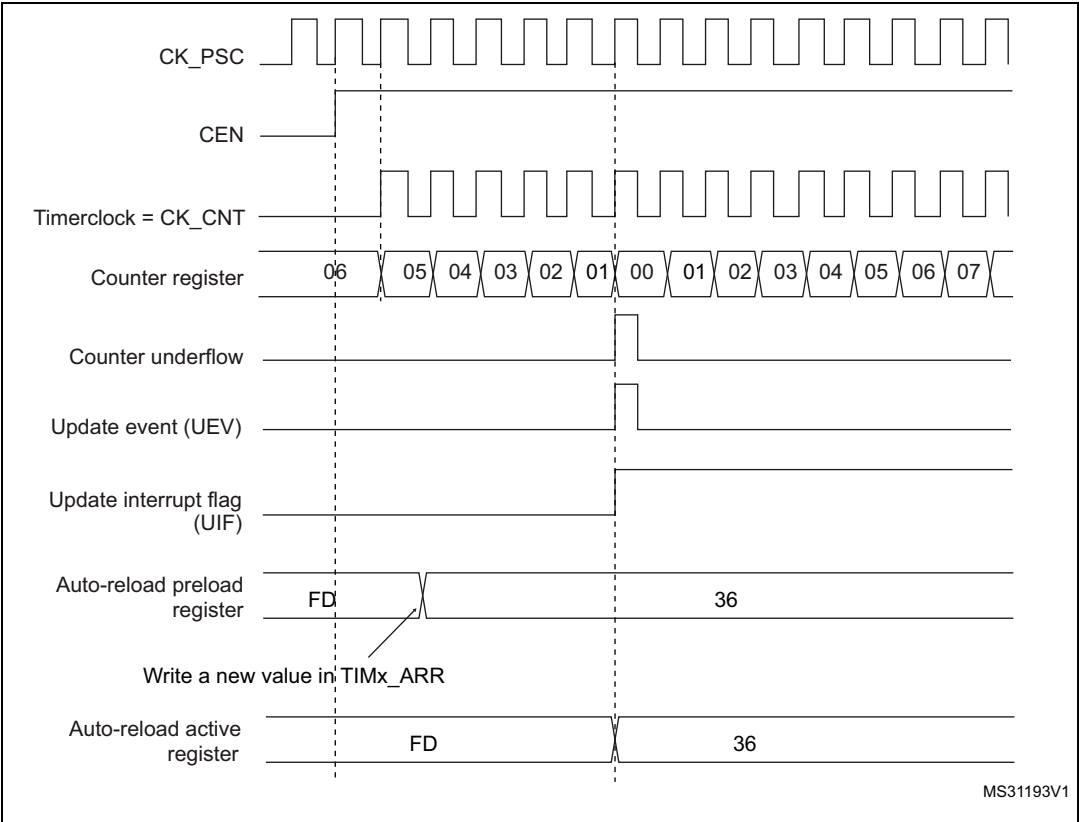 CK_PSC
CEN
Timerclock = CK_CNT
Counter register
06 05 04 03 02 01 00 01 02 03 04 05 06 07
Counter underflow
Update event (UEV)
Update interrupt flag
(UIF)
Auto-reload preload
register
FD 36
Write a new value in TIMx_ARR
Auto-reload active
register
FD 36
MS31193V1